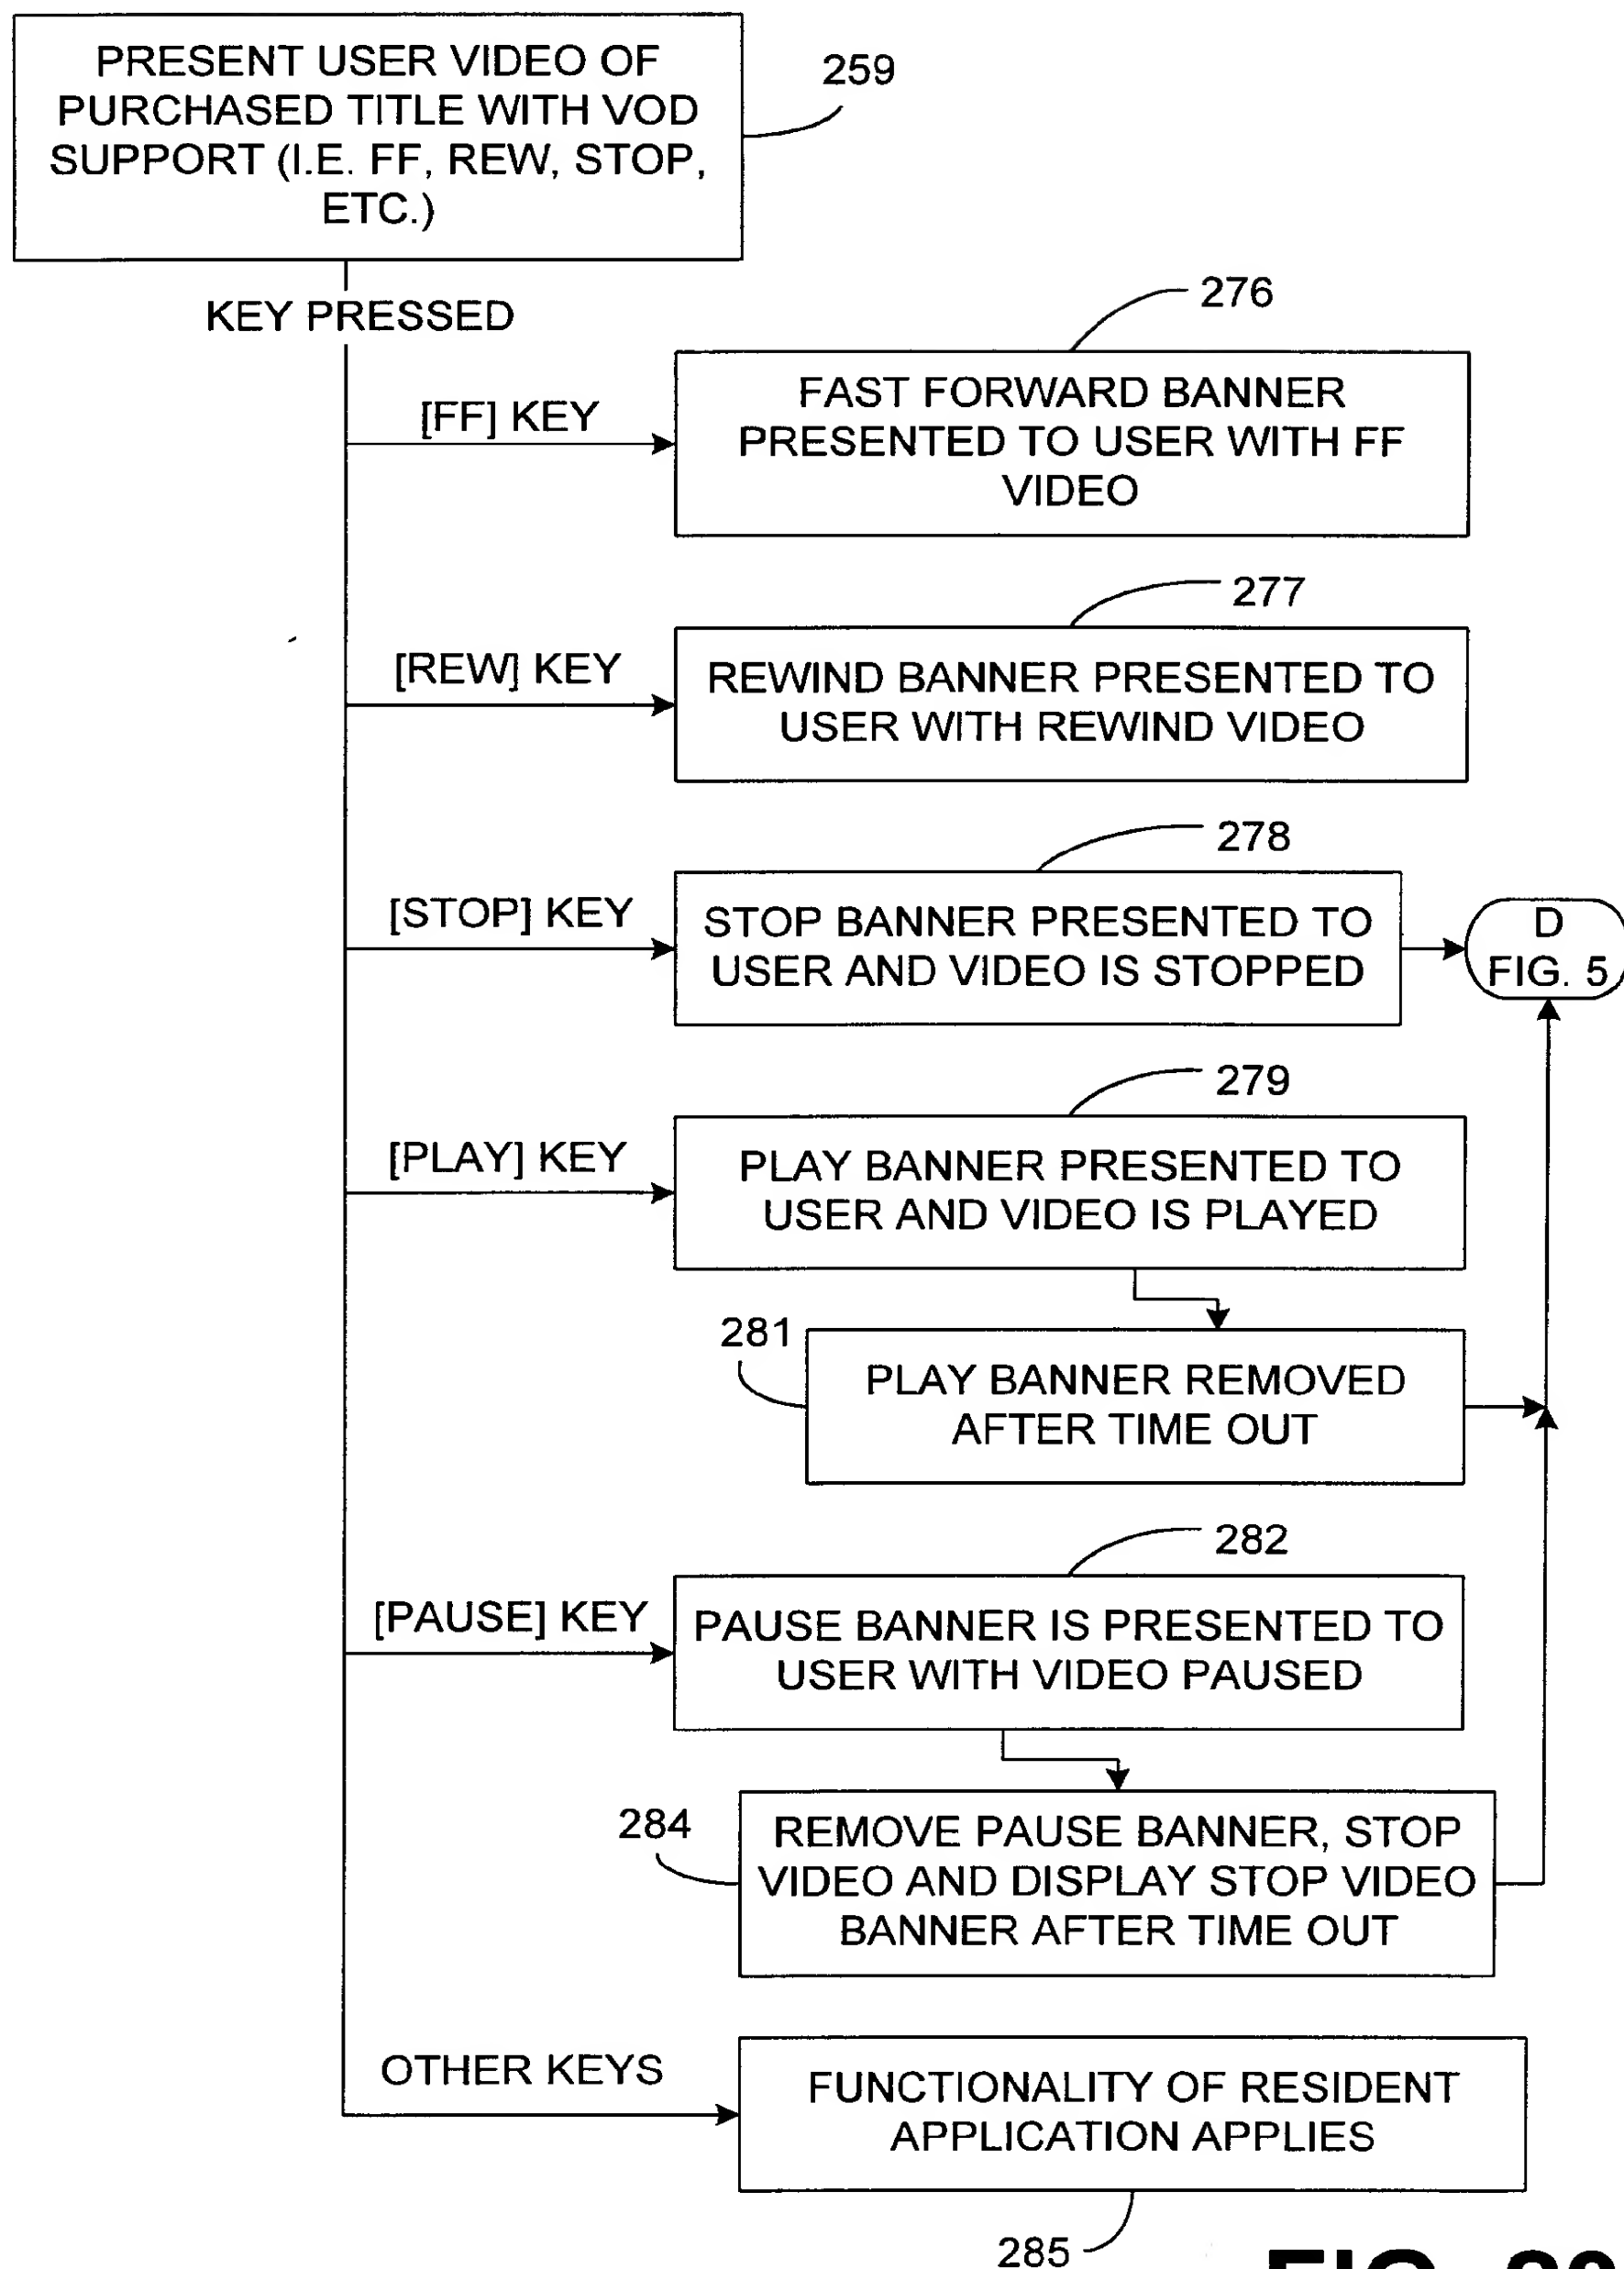 PRESENT USER VIDEO OF
PURCHASED TITLE WITH VOD
SUPPORT (I.E. FF, REW, STOP,
ETC.)
259
KEY PRESSED
276
[FF] KEY
FAST FORWARD BANNER
PRESENTED TO USER WITH FF
VIDEO
277
[REW] KEY
REWIND BANNER PRESENTED TO
USER WITH REWIND VIDEO
278
[STOP] KEY
STOP BANNER PRESENTED TO
USER AND VIDEO IS STOPPED
D
FIG. 5
279
[PLAY] KEY
PLAY BANNER PRESENTED TO
USER AND VIDEO IS PLAYED
281
PLAY BANNER REMOVED
AFTER TIME OUT
282
[PAUSE] KEY
PAUSE BANNER IS PRESENTED TO
USER WITH VIDEO PAUSED
284
REMOVE PAUSE BANNER, STOP
VIDEO AND DISPLAY STOP VIDEO
BANNER AFTER TIME OUT
OTHER KEYS
FUNCTIONALITY OF RESIDENT
APPLICATION APPLIES
285